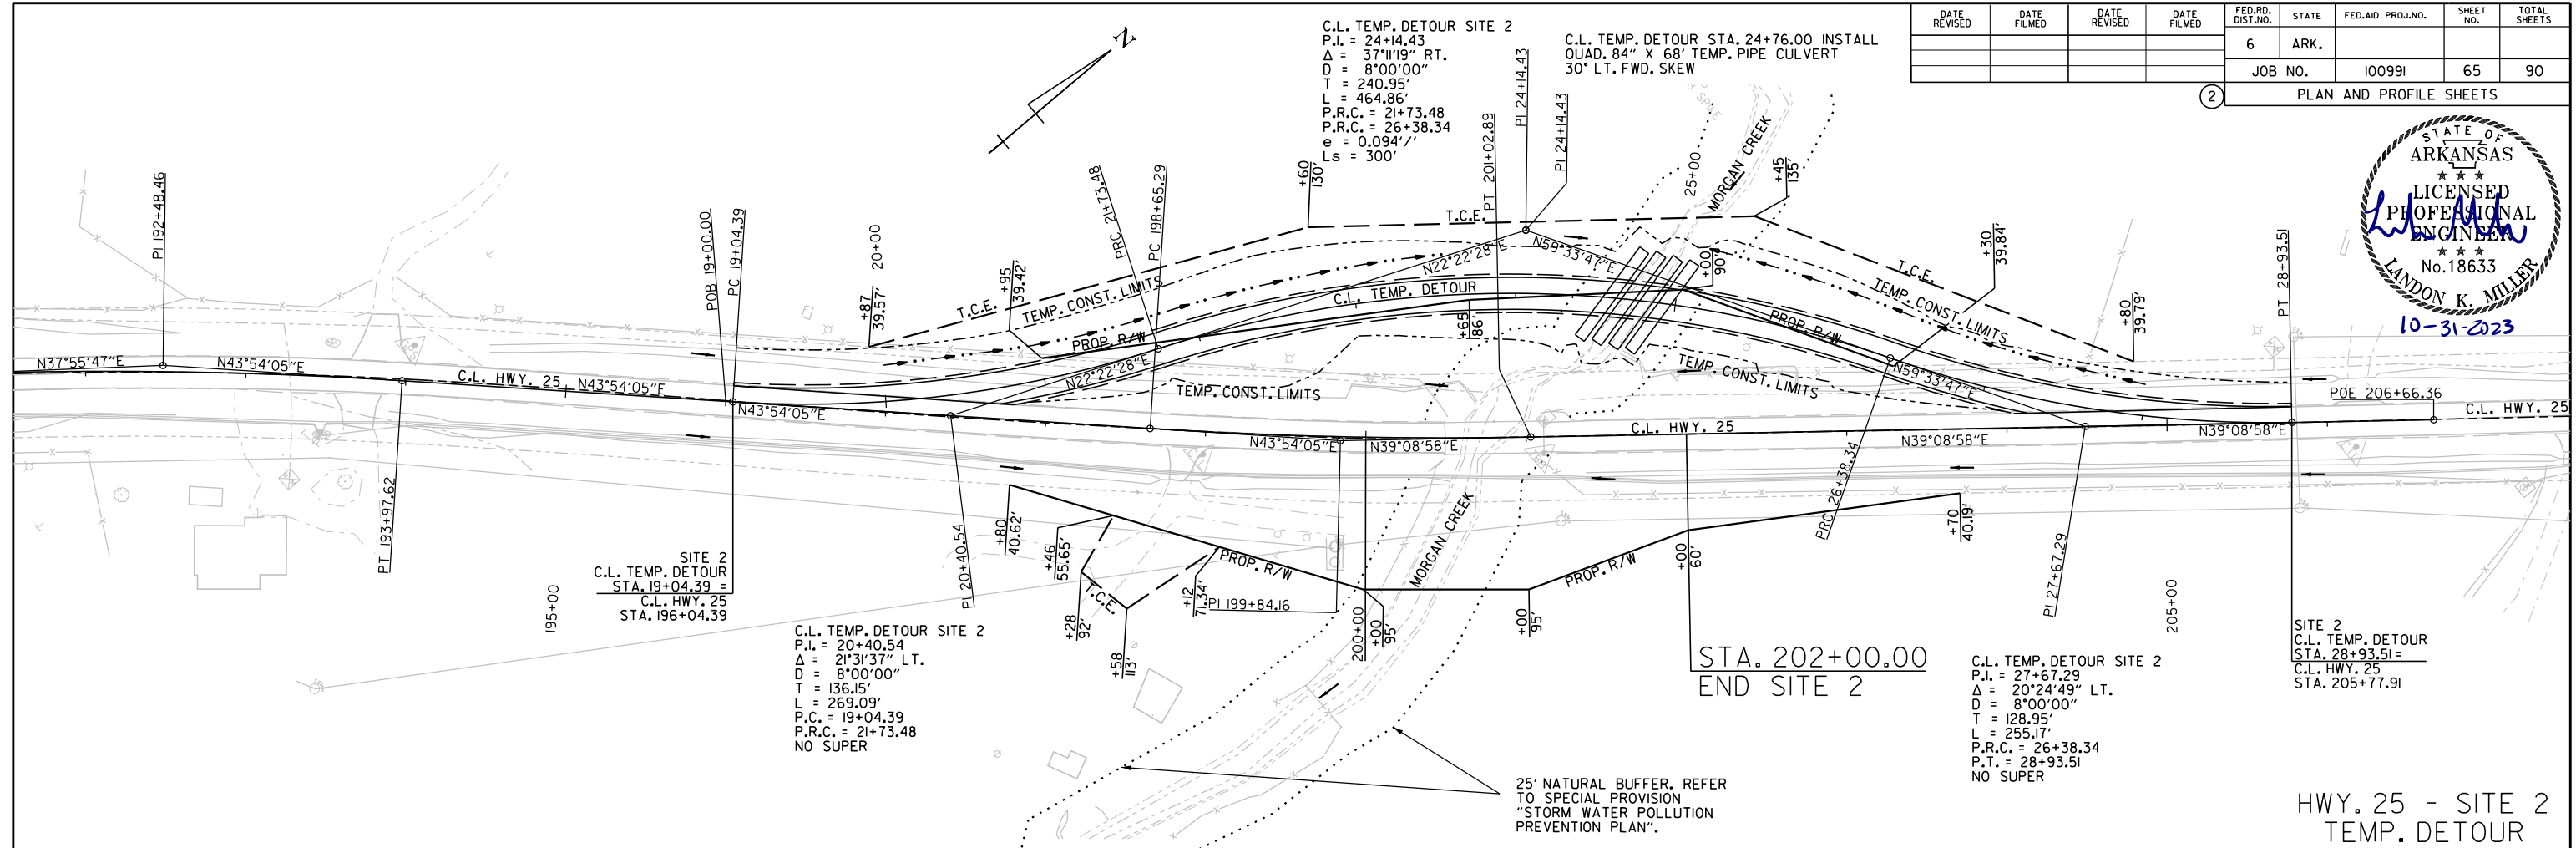 C.L. TEMP. DETOUR SITE 2
P.I. = 24+14.43
Δ = 37°11'19" RT.
D = 8°00'00"
T = 240.95'
L = 464.86'
P.R.C. = 21+73.48
P.R.C. = 26+38.34
e = 0.094'/'
Ls = 300'
C.L. TEMP. DETOUR STA. 24+76.00 INSTALL
QUAD. 84" X 68' TEMP. PIPE CULVERT
30° LT. FWD. SKEW
DATE REVISED
DATE FILMED
DATE REVISED
DATE FILMED
FED.RD. DIST.NO.
STATE
FED.AID PROJ.NO.
SHEET NO.
TOTAL SHEETS
6
ARK.
JOB NO.
100991
65
90
2
PLAN AND PROFILE SHEETS
STATE OF
ARKANSAS
★ ★ ★
LICENSED
PROFESSIONAL
ENGINEER
★ ★ ★
No.18633
LANDON K. MILLER
10-31-2023
N
PI 192+48.46
POB 19+00.00
PC 19+04.39
20+00
+87
39.57'
+95
39.42'
PRC 21+73.48
PC 198+65.29
+60
130'
PT 201+02.89
PI 24+14.43
PI 24+14.43
25+00
MORGAN CREEK
+45
135'
+30
39.84'
+80
39.79'
PT 28+93.51
T.C.E.
T.C.E.
T.C.E.
TEMP. CONST. LIMITS
TEMP. CONST. LIMITS
N22°22'28"E
N59°33'47"E
+00
90'
C.L. TEMP. DETOUR
+65
86'
PROP. R/W
PROP. R/W
N37°55'47"E
N43°54'05"E
C.L. HWY. 25
N43°54'05"E
N43°54'05"E
N22°22'28"E
TEMP. CONST. LIMITS
TEMP. CONST. LIMITS
N59°33'47"E
POE 206+66.36
C.L. HWY. 25
N43°54'05"E
N39°08'58"E
C.L. HWY. 25
N39°08'58"E
N39°08'58"E
PT 193+97.62
195+00
SITE 2
C.L. TEMP. DETOUR
STA. 19+04.39 =
C.L. HWY. 25
STA. 196+04.39
PI 20+40.54
+80
40.62'
+46
55.65'
+28
92'
T.C.E.
+58
113'
+12
71.34'
PROP. R/W
PI 199+84.16
200+00
+00
95'
MORGAN CREEK
+00
95'
PROP. R/W
+00
60'
PRC 26+38.34
+70
40.19'
PI 27+67.29
205+00
C.L. TEMP. DETOUR SITE 2
P.I. = 20+40.54
Δ = 21°31'37" LT.
D = 8°00'00"
T = 136.15'
L = 269.09'
P.C. = 19+04.39
P.R.C. = 21+73.48
NO SUPER
STA. 202+00.00
END SITE 2
C.L. TEMP. DETOUR SITE 2
P.I. = 27+67.29
Δ = 20°24'49" LT.
D = 8°00'00"
T = 128.95'
L = 255.17'
P.R.C. = 26+38.34
P.T. = 28+93.51
NO SUPER
SITE 2
C.L. TEMP. DETOUR
STA. 28+93.51 =
C.L. HWY. 25
STA. 205+77.91
25' NATURAL BUFFER. REFER
TO SPECIAL PROVISION
"STORM WATER POLLUTION
PREVENTION PLAN".
HWY. 25 - SITE 2
TEMP. DETOUR